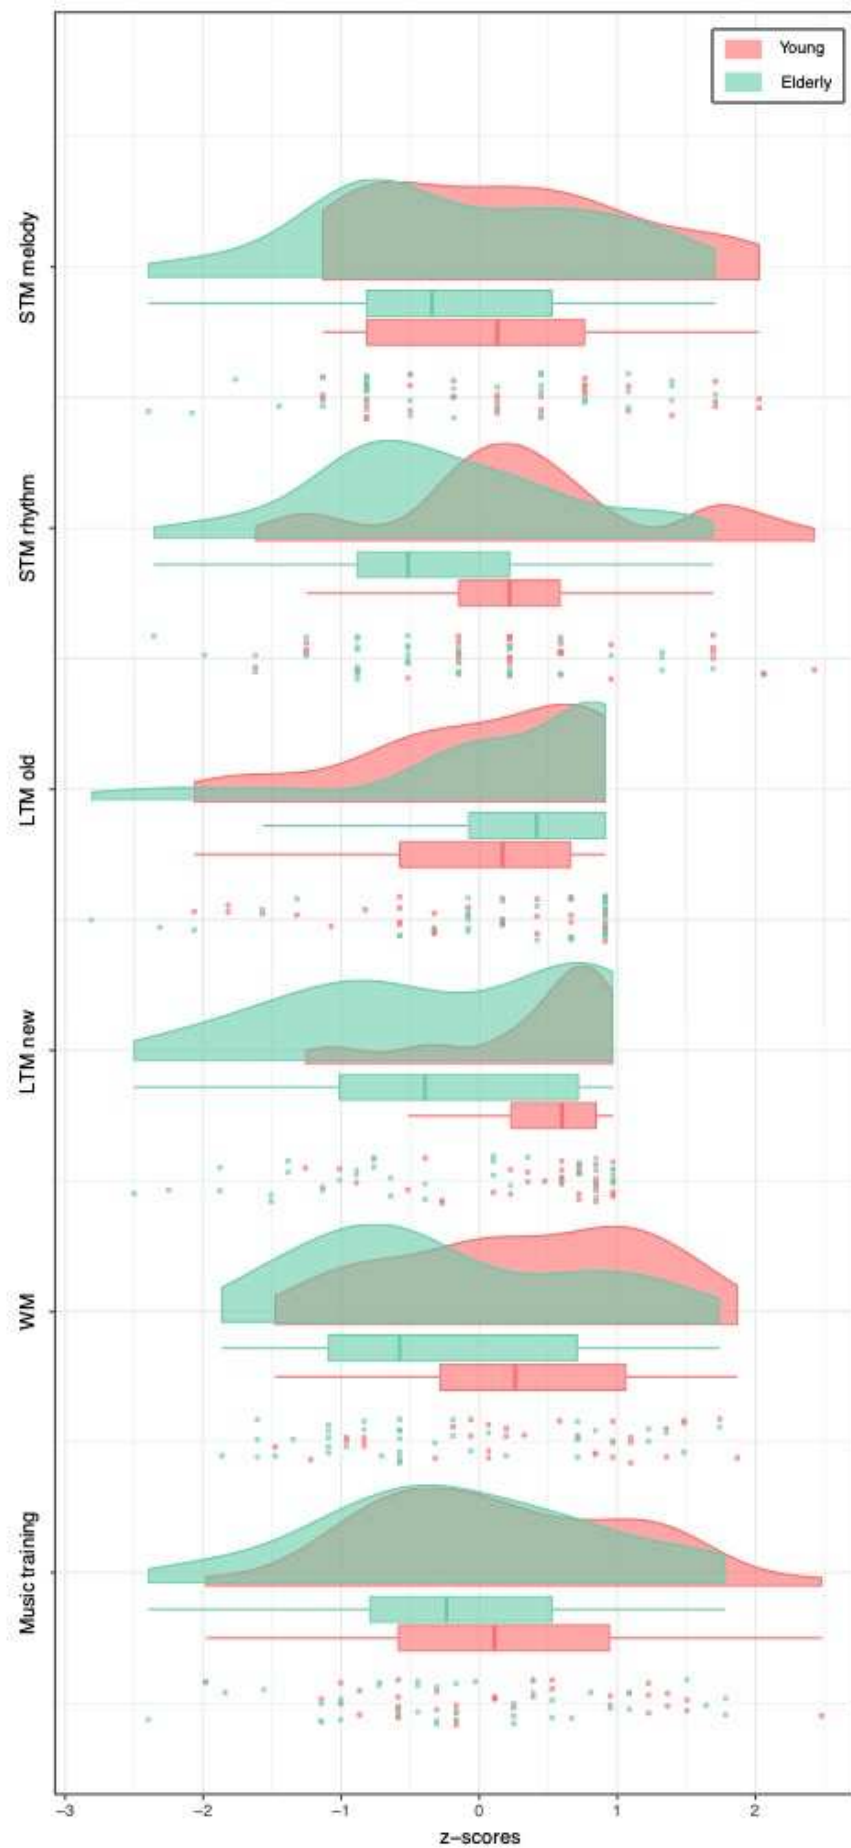 Young
Elderly
STM melody
STM rhythm
LTM old
LTM new
WM
Music training
−3 −2 −1 0 1 2
z−scores